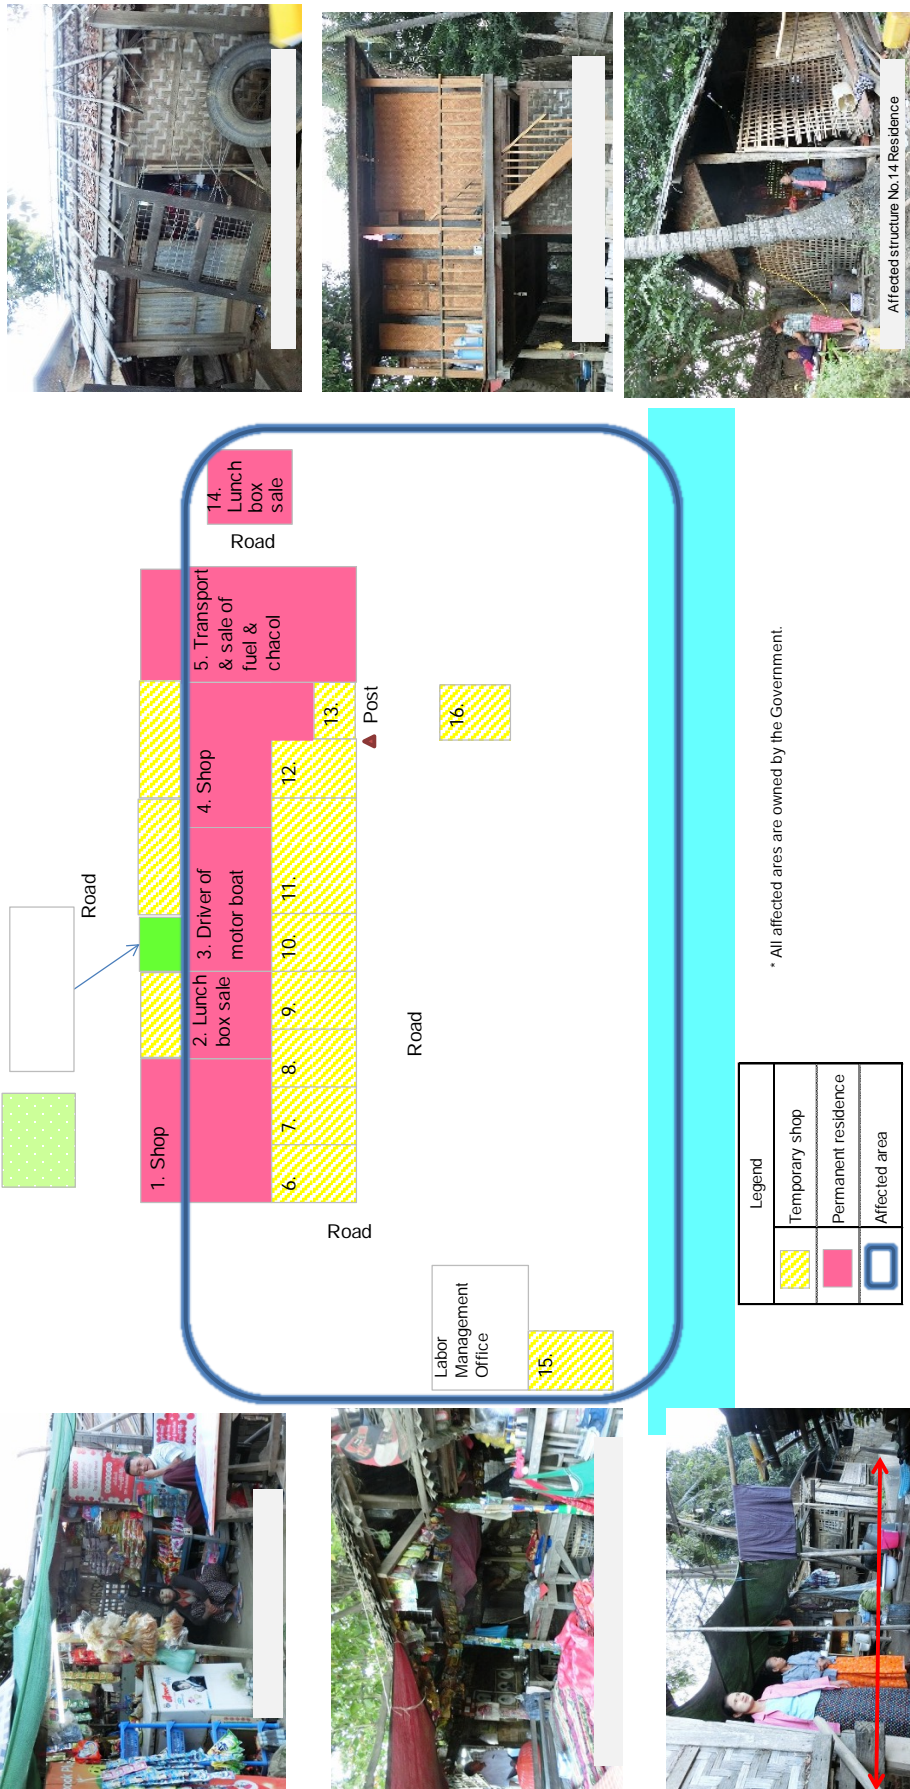 Road
1. Shop
2. Lunch
box sale
3. Driver of
motor boat
4. Shop
5. Transport
& sale of
fuel &
chacol
Road
14.
Lunch
box
sale
6.
7.
8.
9.
10.
11.
12.
13.
Post
16.
Road
Road
Labor
Management
Office
15.
Legend
Temporary shop
Permanent residence
Affected area
* All affected ares are owned by the Government.
Affected structure No.14 Residence